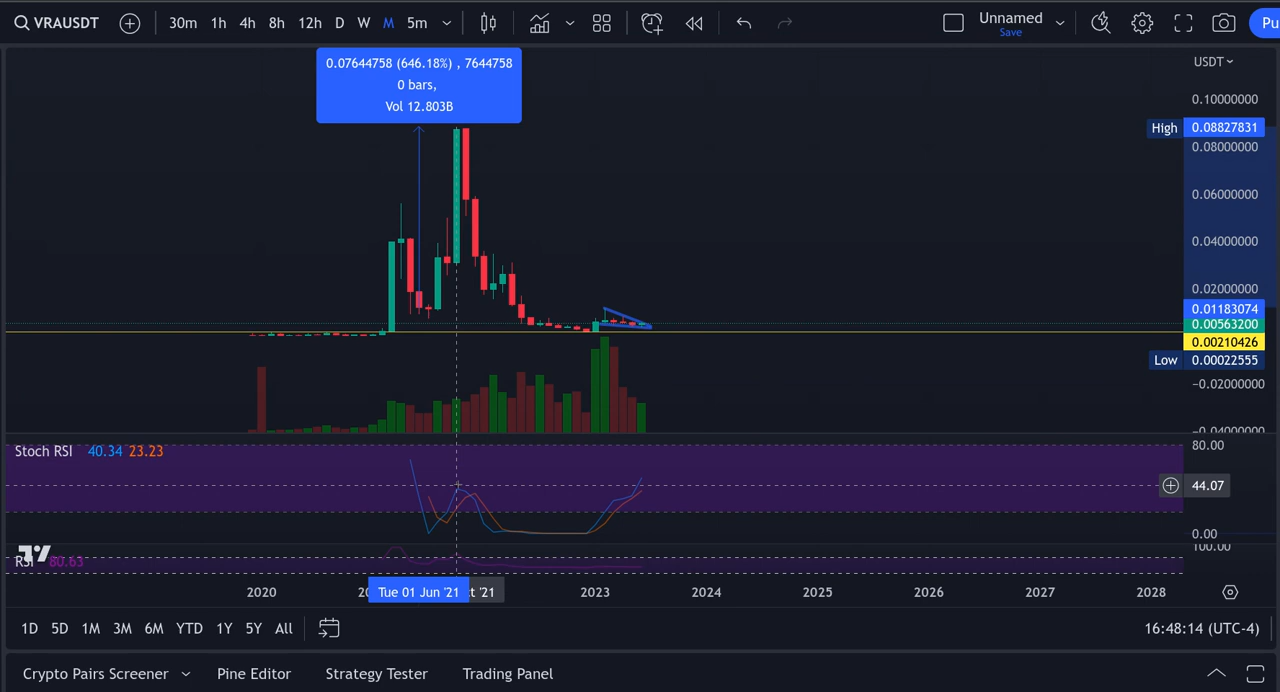 VRAUSDT 30m 1h 4h 8h 12h D W M 5m Unnamed Save Pu
0.07644758 (646.18%) , 7644758
0 bars,
Vol 12.803B
USDT
0.10000000
High 0.08827831
0.08000000
0.06000000
0.04000000
0.02000000
0.01183074
0.00563200
0.00210426
Low 0.00022555
−0.02000000
−0.04000000
Stoch RSI 40.34 23.23
80.00
44.07
0.00
100.00
RSI 80.63
2020 Tue 01 Jun '21 t '21 2023 2024 2025 2026 2027 2028
1D 5D 1M 3M 6M YTD 1Y 5Y All 16:48:14 (UTC-4)
Crypto Pairs Screener Pine Editor Strategy Tester Trading Panel